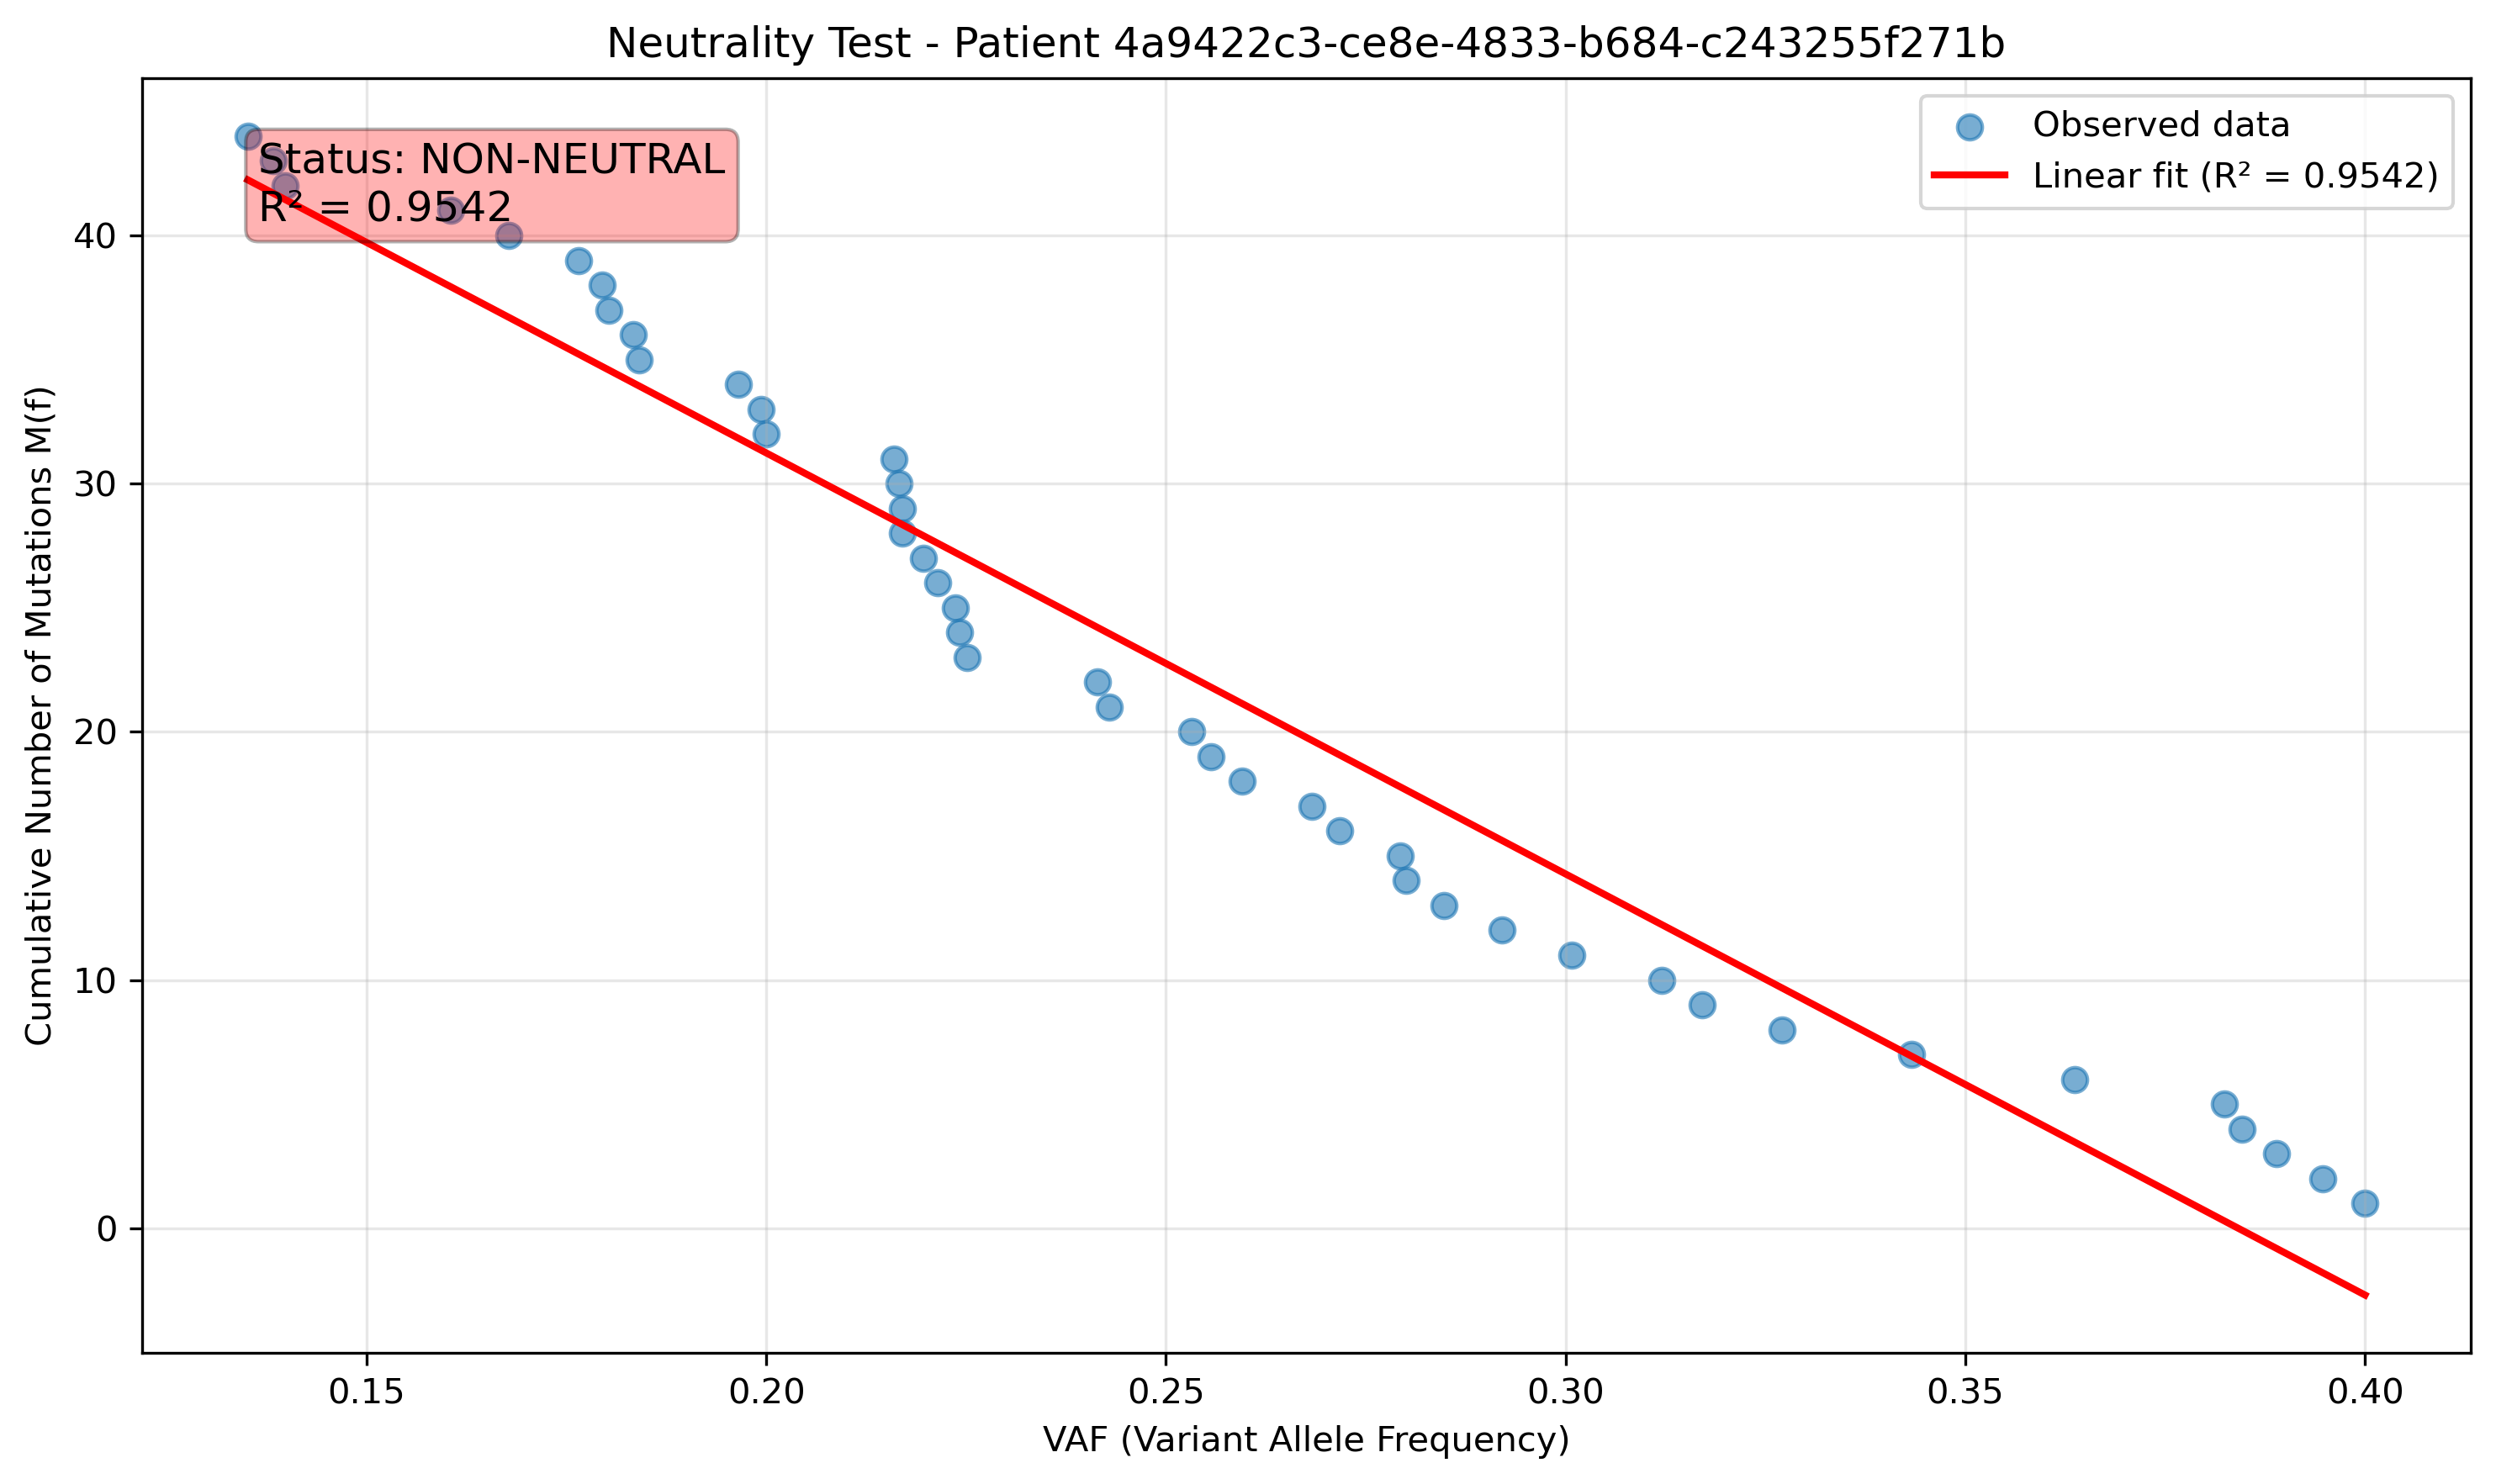 Neutrality Test - Patient 4a9422c3-ce8e-4833-b684-c243255f271b
Status: NON-NEUTRAL
R² = 0.9542
Observed data
Linear fit (R² = 0.9542)
Cumulative Number of Mutations M(f)
40
30
20
10
0
0.15
0.20
0.25
0.30
0.35
0.40
VAF (Variant Allele Frequency)